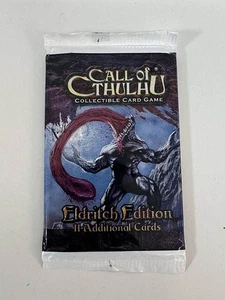 CALL of
CTHULHU
COLLECTIBLE CARD GAME
Eldritch Edition
11 Additional Cards